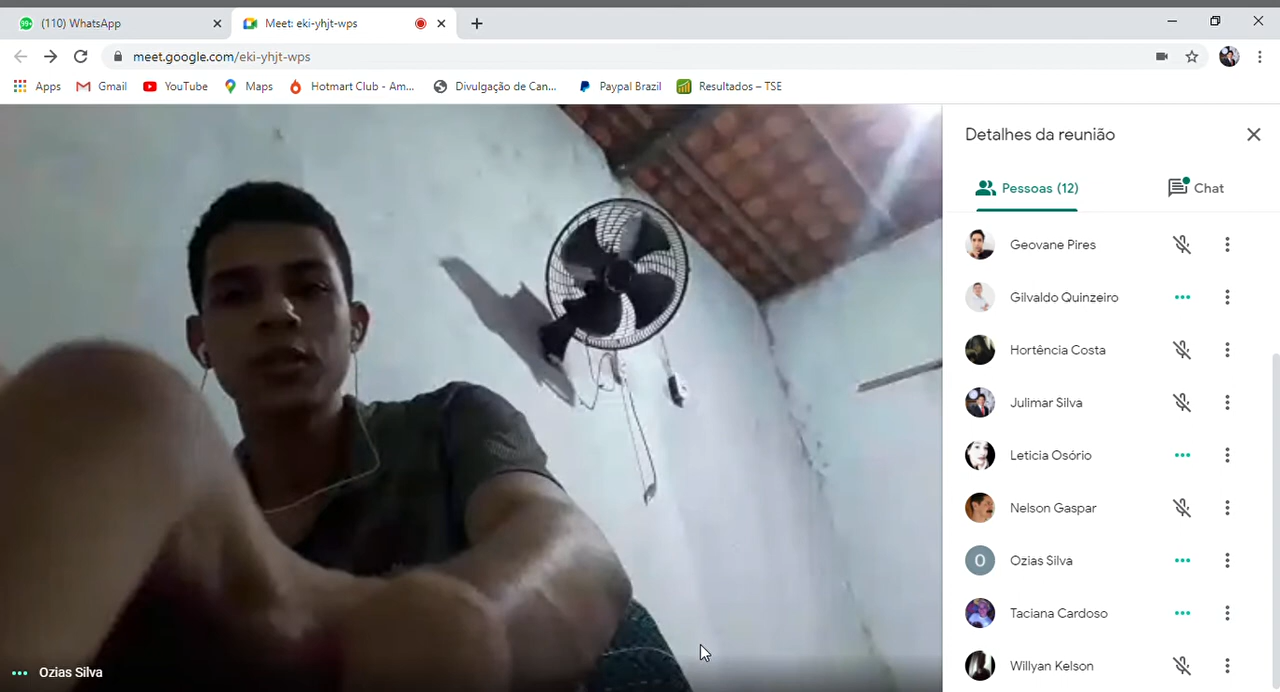 99+
(110) WhatsApp
Meet: eki-yhjt-wps
meet.google.com/eki-yhjt-wps
Apps
Gmail
YouTube
Maps
Hotmart Club - Am...
Divulgação de Can...
Paypal Brazil
Resultados – TSE
Detalhes da reunião
Pessoas (12)
Chat
Geovane Pires
Gilvaldo Quinzeiro
Hortência Costa
Julimar Silva
Leticia Osório
Nelson Gaspar
O
Ozias Silva
Taciana Cardoso
Willyan Kelson
Ozias Silva